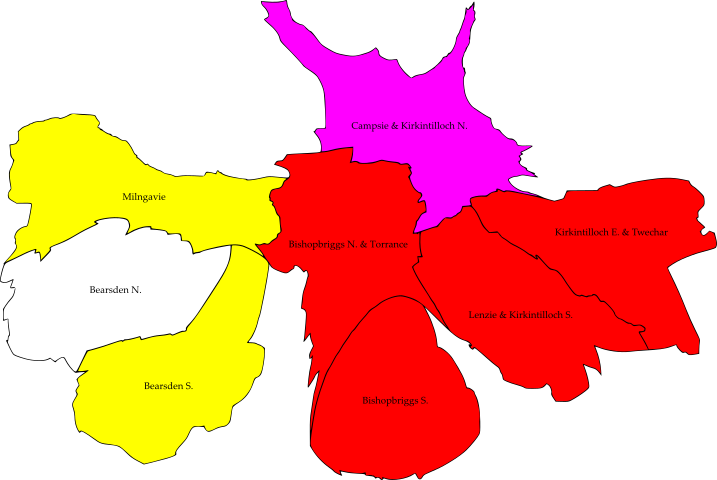 Campsie & Kirkintilloch N.
Milngavie
Kirkintilloch E. & Twechar
Bishopbriggs N. & Torrance
Bearsden N.
Lenzie & Kirkintilloch S.
Bearsden S.
Bishopbriggs S.